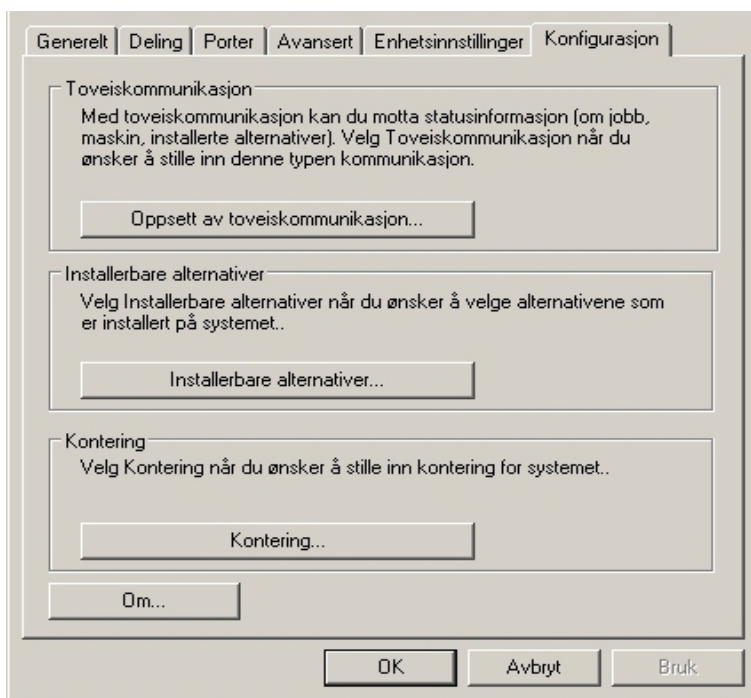 Generelt Deling Porter Avansert Enhetsinnstillinger Konfigurasjon
Toveiskommunikasjon
Med toveiskommunikasjon kan du motta statusinformasjon (om jobb,
maskin, installerte alternativer). Velg Toveiskommunikasjon når du
ønsker å stille inn denne typen kommunikasjon.
Oppsett av toveiskommunikasjon...
Installerbare alternativer
Velg Installerbare alternativer når du ønsker å velge alternativene som
er installert på systemet..
Installerbare alternativer...
Kontering
Velg Kontering når du ønsker å stille inn kontering for systemet..
Kontering...
Om...
OK Avbryt Bruk